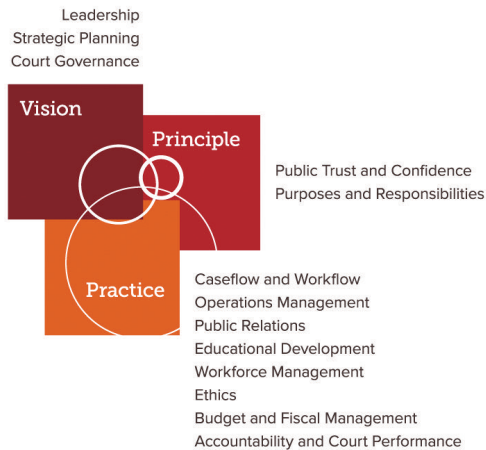 Leadership
Strategic Planning
Court Governance
Vision
Principle
Public Trust and Confidence
Purposes and Responsibilities
Practice
Caseflow and Workflow
Operations Management
Public Relations
Educational Development
Workforce Management
Ethics
Budget and Fiscal Management
Accountability and Court Performance